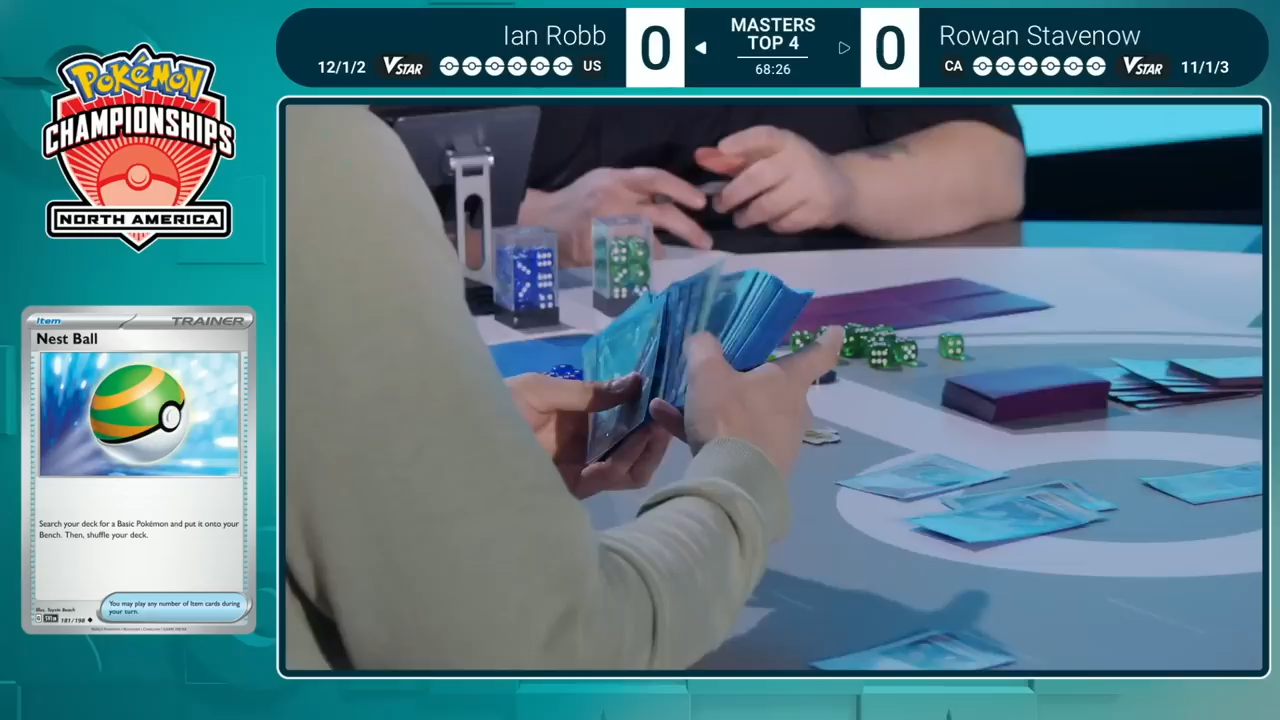 Ian Robb
12/1/2 VSTAR US
0
MASTERS
TOP 4
68:26
0
Rowan Stavenow
CA VSTAR 11/1/3
POKÉMON
CHAMPIONSHIPS
NORTH AMERICA
Item TRAINER
Nest Ball
Search your deck for a Basic Pokémon and put it onto your
Bench. Then, shuffle your deck.
You may play any number of Item cards during
your turn.
181/198